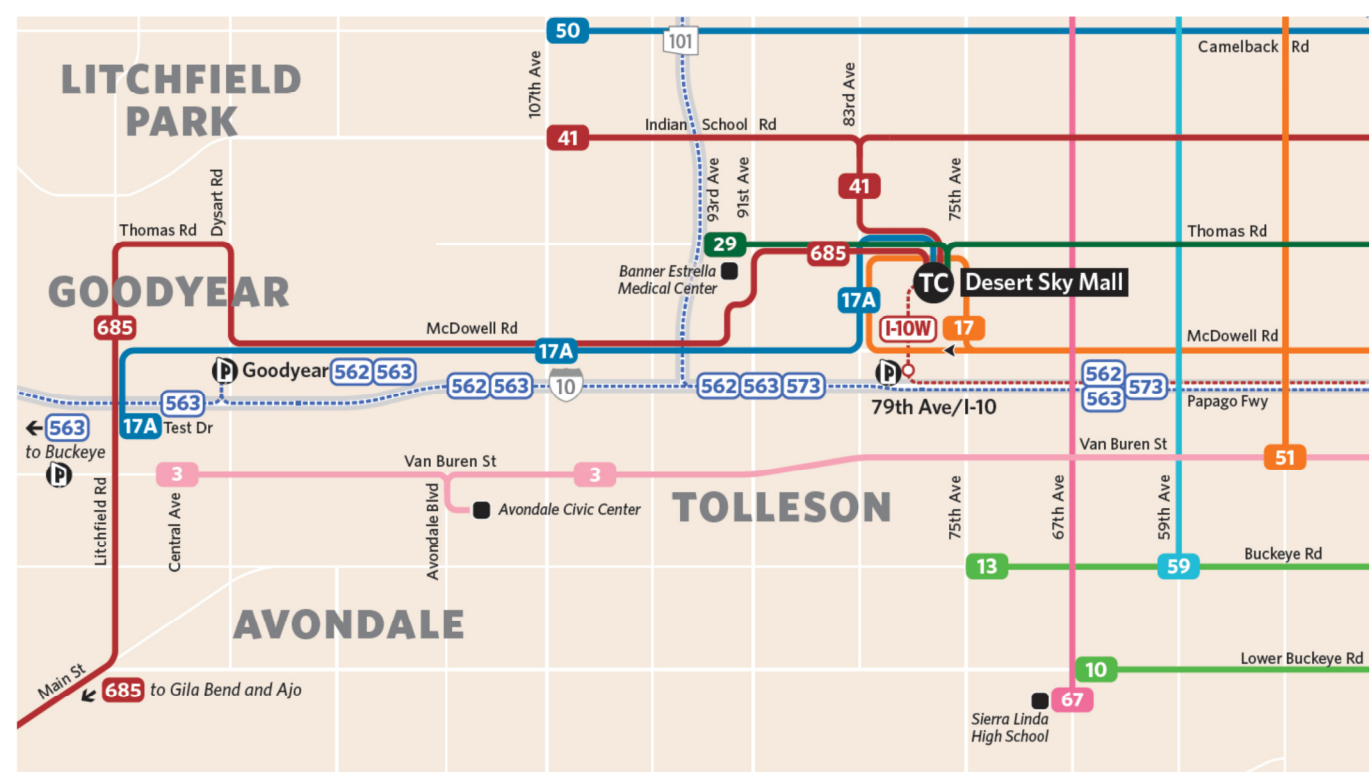 50
101
Camelback Rd
LITCHFIELD
PARK
107th Ave
83rd Ave
41
Indian School Rd
93rd Ave
91st Ave
41
75th Ave
Dysart Rd
Thomas Rd
29
685
Thomas Rd
Banner Estrella
Medical Center
TC Desert Sky Mall
GOODYEAR
17A
685
McDowell Rd
I-10W
17
McDowell Rd
17A
P Goodyear 562 563
562 563
10
562 563 573
P
562
563
573
563
79th Ave/I-10
Papago Fwy
563
to Buckeye
P
17A Test Dr
Van Buren St
51
3
Van Buren St
3
Litchfield Rd
Central Ave
Avondale Blvd
Avondale Civic Center
TOLLESON
75th Ave
67th Ave
59th Ave
Buckeye Rd
13
59
AVONDALE
Lower Buckeye Rd
10
Main St
685 to Gila Bend and Ajo
67
Sierra Linda
High School